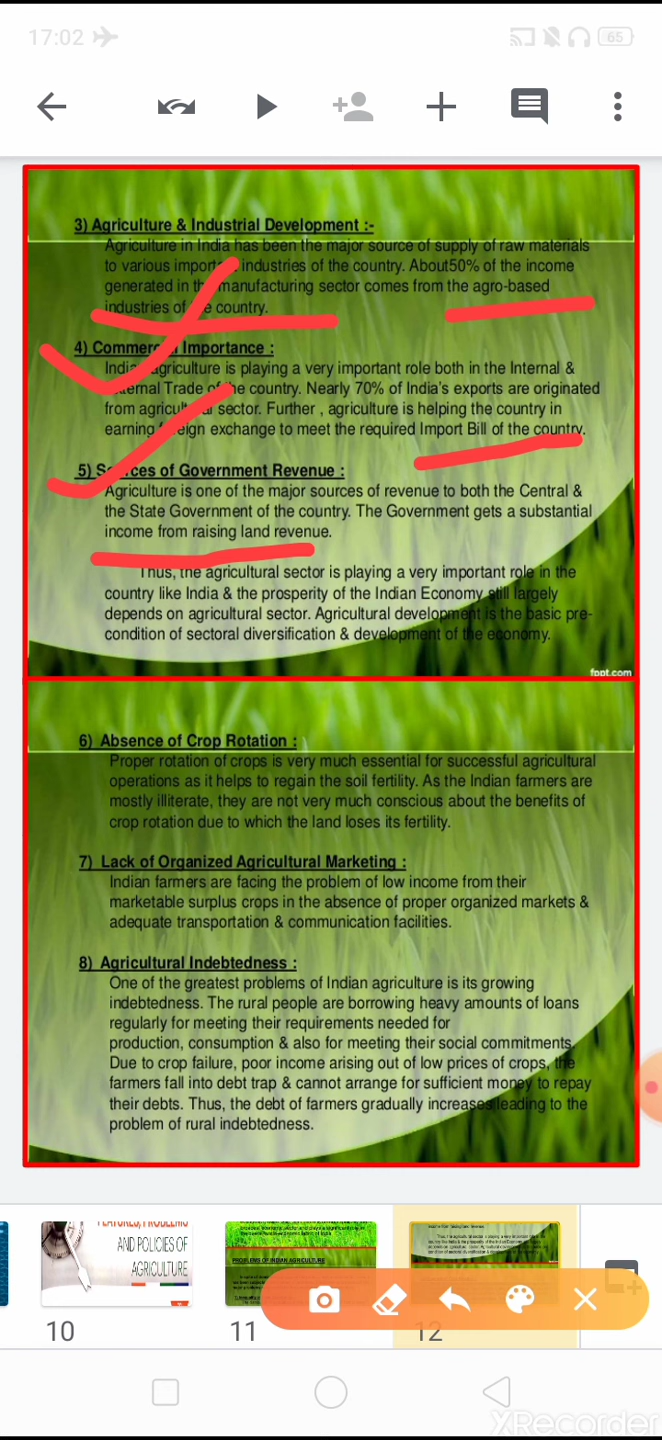 17:02
65
3) Agriculture & Industrial Development :-
Agriculture in India has been the major source of supply of raw materials
to various important industries of the country. About50% of the income
generated in the manufacturing sector comes from the agro-based
industries of the country.
4) Commercial Importance :
Indian agriculture is playing a very important role both in the Internal &
External Trade of the country. Nearly 70% of India's exports are originated
from agricultural sector. Further , agriculture is helping the country in
earning foreign exchange to meet the required Import Bill of the country.
5) Sources of Government Revenue :
Agriculture is one of the major sources of revenue to both the Central &
the State Government of the country. The Government gets a substantial
income from raising land revenue.
Thus, the agricultural sector is playing a very important role in the
country like India & the prosperity of the Indian Economy still largely
depends on agricultural sector. Agricultural development is the basic pre-
condition of sectoral diversification & development of the economy.
fppt.com
6) Absence of Crop Rotation :
Proper rotation of crops is very much essential for successful agricultural
operations as it helps to regain the soil fertility. As the Indian farmers are
mostly illiterate, they are not very much conscious about the benefits of
crop rotation due to which the land loses its fertility.
7) Lack of Organized Agricultural Marketing :
Indian farmers are facing the problem of low income from their
marketable surplus crops in the absence of proper organized markets &
adequate transportation & communication facilities.
8) Agricultural Indebtedness :
One of the greatest problems of Indian agriculture is its growing
indebtedness. The rural people are borrowing heavy amounts of loans
regularly for meeting their requirements needed for
production, consumption & also for meeting their social commitments.
Due to crop failure, poor income arising out of low prices of crops, the
farmers fall into debt trap & cannot arrange for sufficient money to repay
their debts. Thus, the debt of farmers gradually increases leading to the
problem of rural indebtedness.
FEATURES, PROBLEMS
AND POLICIES OF
AGRICULTURE
PROBLEMS OF INDIAN AGRICULTURE
10
11
12
XRecorder